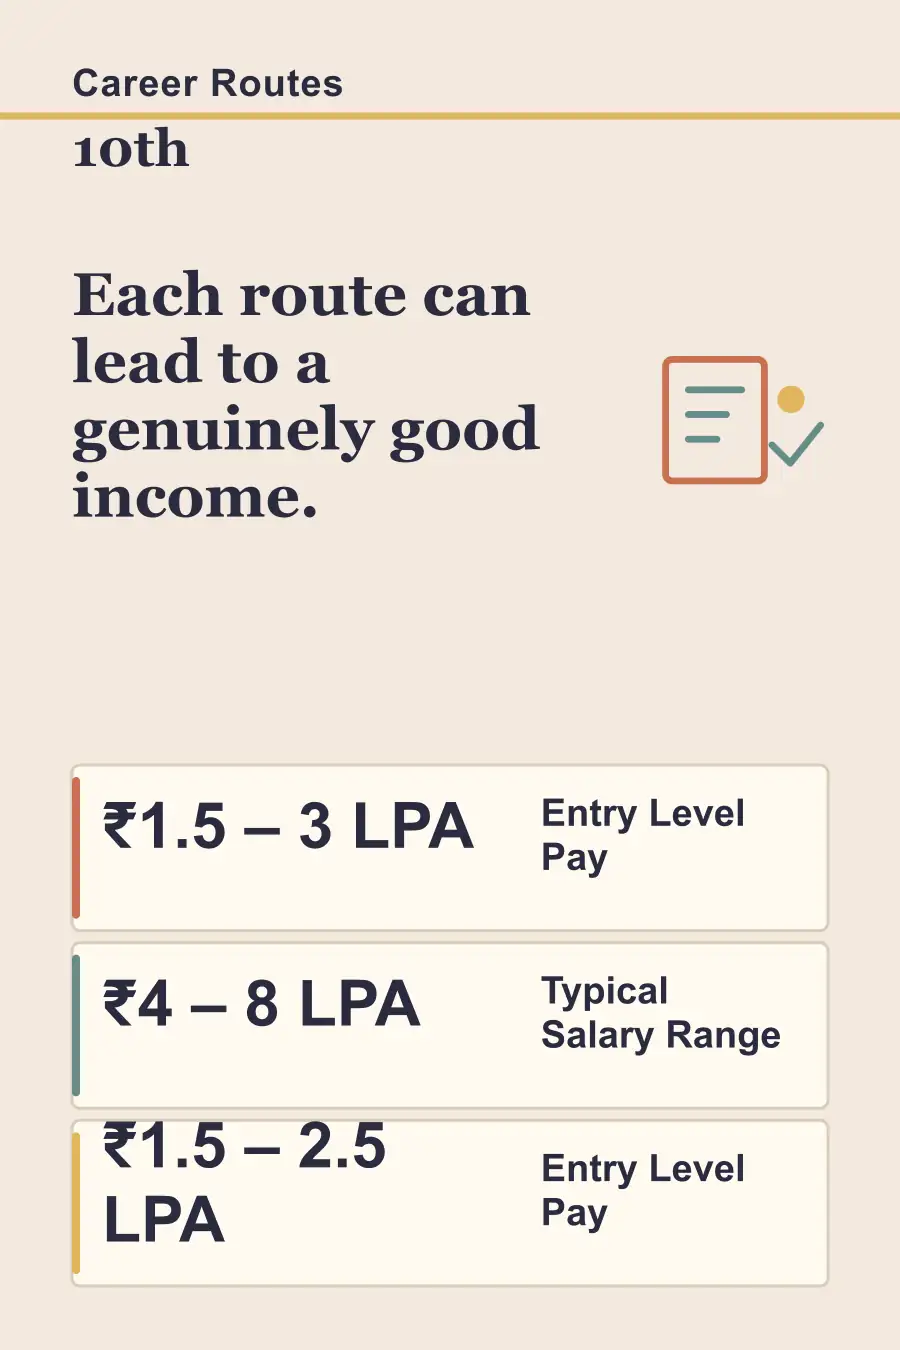 Career Routes
10th
Each route can
lead to a
genuinely good
income.
₹1.5 – 3 LPA
Entry Level
Pay
₹4 – 8 LPA
Typical
Salary Range
₹1.5 – 2.5
LPA
Entry Level
Pay